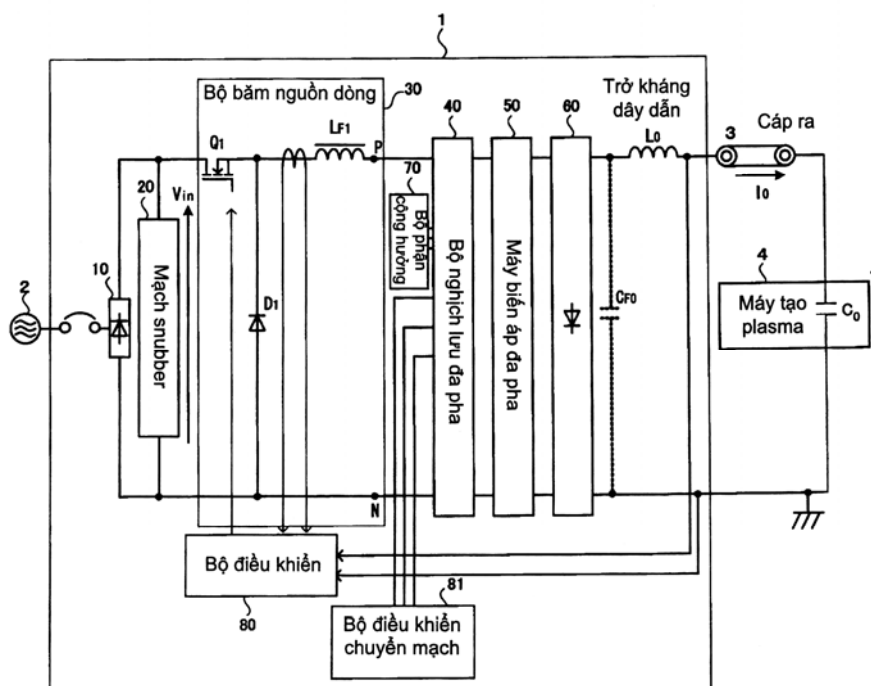 1
Bộ băm nguồn dòng
30
Q1
LF1
P
40
50
60
Trở kháng
dây dẫn
L0
3
Cáp ra
I0
20
Vin
Mạch snubber
10
2
D1
70
Bộ phận
cộng hưởng
Bộ nghịch lưu đa pha
Máy biến áp đa pha
CF0
4
Máy tạo
plasma
C0
N
Bộ điều khiển
80
81
Bộ điều khiển
chuyển mạch